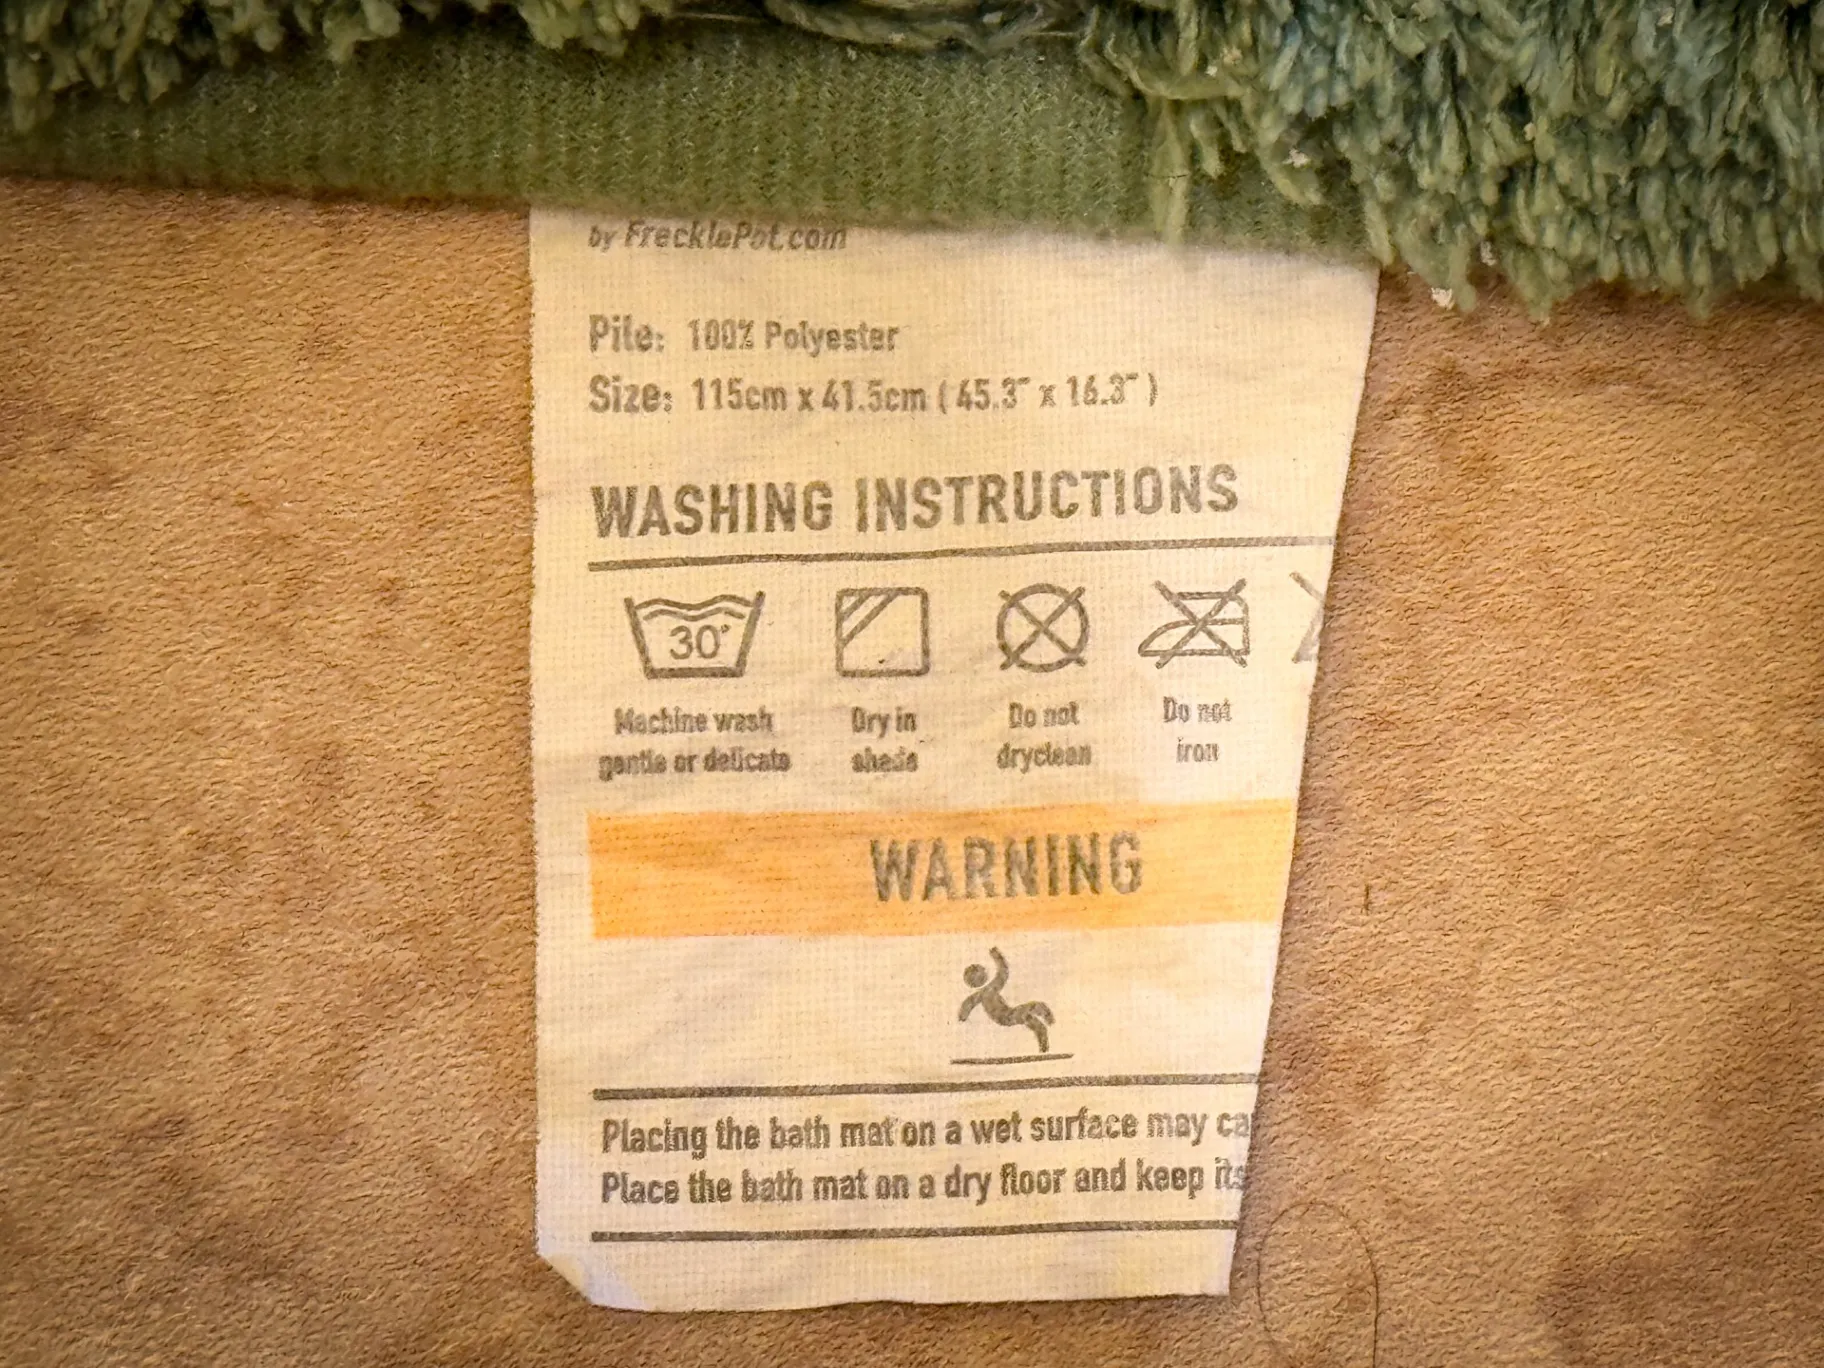 by FrecklePot.com
Pile: 100% Polyester
Size: 115cm x 41.5cm ( 45.3" x 16.3" )
WASHING INSTRUCTIONS
30°
Machine wash gentle or delicate
Dry in shade
Do not dryclean
Do not iron
WARNING
Placing the bath mat on a wet surface may ca
Place the bath mat on a dry floor and keep its